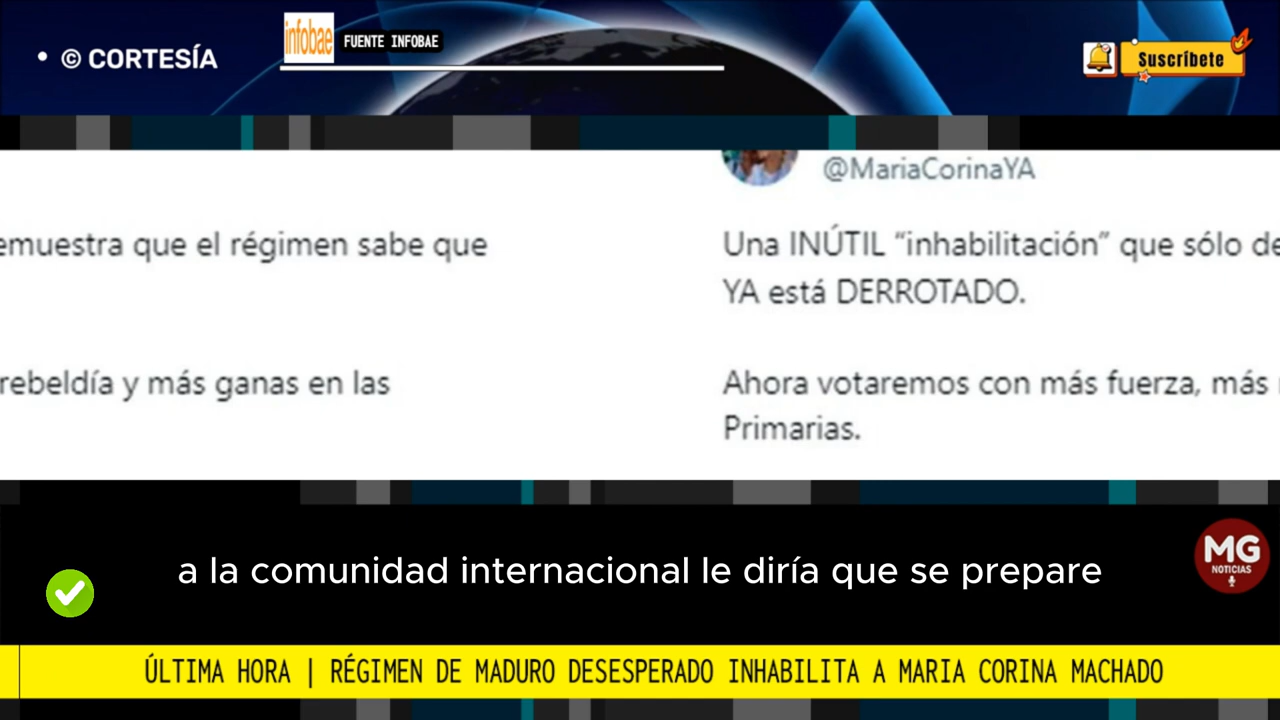 • © CORTESÍA
infobae
FUENTE INFOBAE
Suscríbete
@MariaCorinaYA
emuestra que el régimen sabe que
Una INÚTIL “inhabilitación” que sólo de
YA está DERROTADO.
rebeldía y más ganas en las
Ahora votaremos con más fuerza, más
Primarias.
a la comunidad internacional le diría que se prepare
MG
NOTICIAS
ÚLTIMA HORA | RÉGIMEN DE MADURO DESESPERADO INHABILITA A MARIA CORINA MACHADO